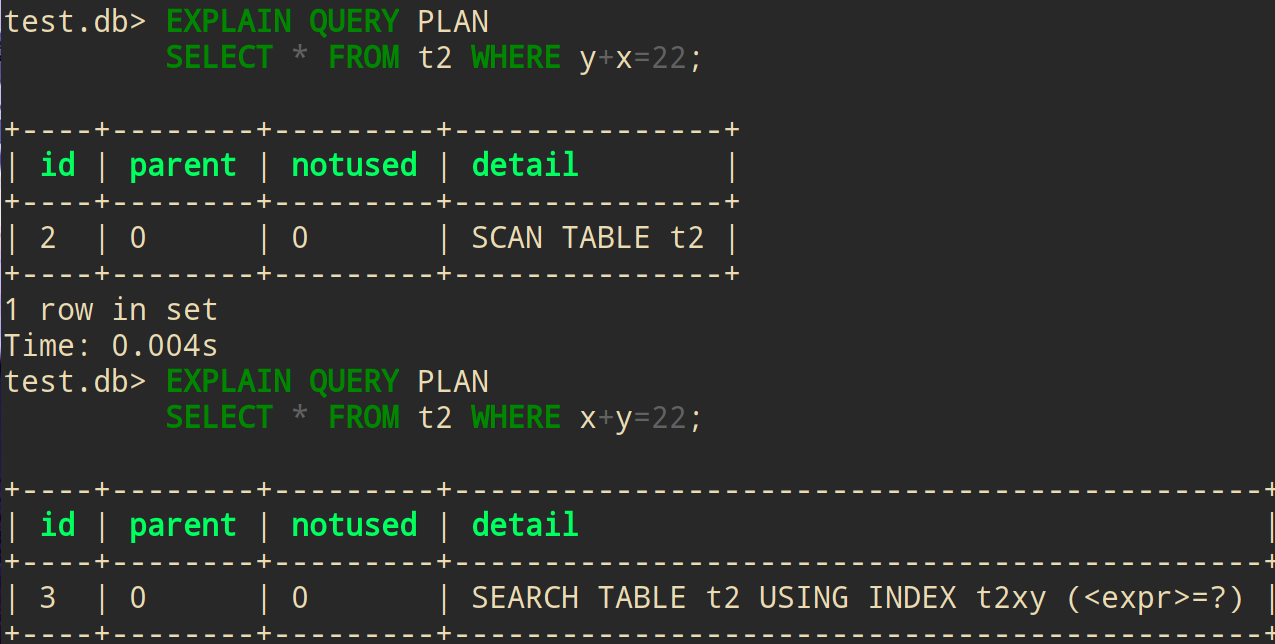 test.db> EXPLAIN QUERY PLAN
         SELECT * FROM t2 WHERE y+x=22;

+----+--------+---------+---------------+
| id | parent | notused | detail        |
+----+--------+---------+---------------+
| 2  | 0      | 0       | SCAN TABLE t2 |
+----+--------+---------+---------------+
1 row in set
Time: 0.004s
test.db> EXPLAIN QUERY PLAN
         SELECT * FROM t2 WHERE x+y=22;

+----+--------+---------+---------------------------------------------+
| id | parent | notused | detail                                      |
+----+--------+---------+---------------------------------------------+
| 3  | 0      | 0       | SEARCH TABLE t2 USING INDEX t2xy (<expr>=?) |
+----+--------+---------+---------------------------------------------+